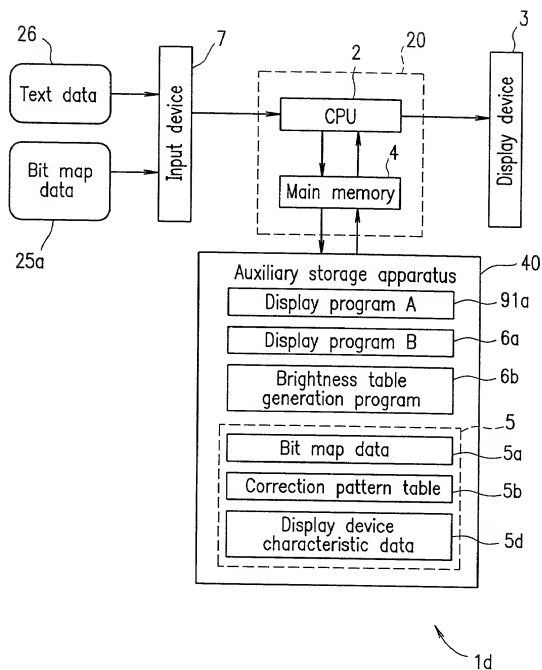 26
Text data
Bit map
data
25a
7
Input device
20
2
CPU
4
Main memory
3
Display device
40
Auxiliary storage apparatus
Display program A
91a
Display program B
6a
Brightness table
generation program
6b
5
Bit map data
5a
Correction pattern table
5b
Display device
characteristic data
5d
1d